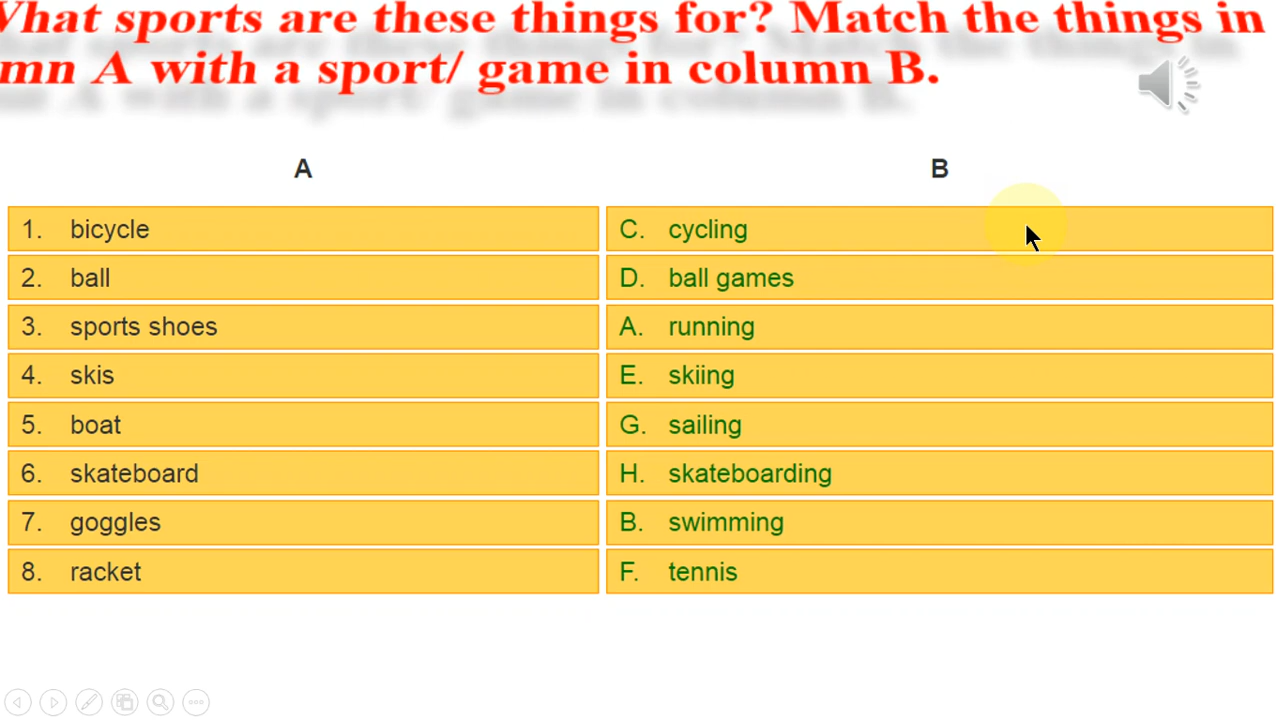 What sports are these things for? Match the things in
mn A with a sport/ game in column B.
A B
1. bicycle C. cycling
2. ball D. ball games
3. sports shoes A. running
4. skis E. skiing
5. boat G. sailing
6. skateboard H. skateboarding
7. goggles B. swimming
8. racket F. tennis